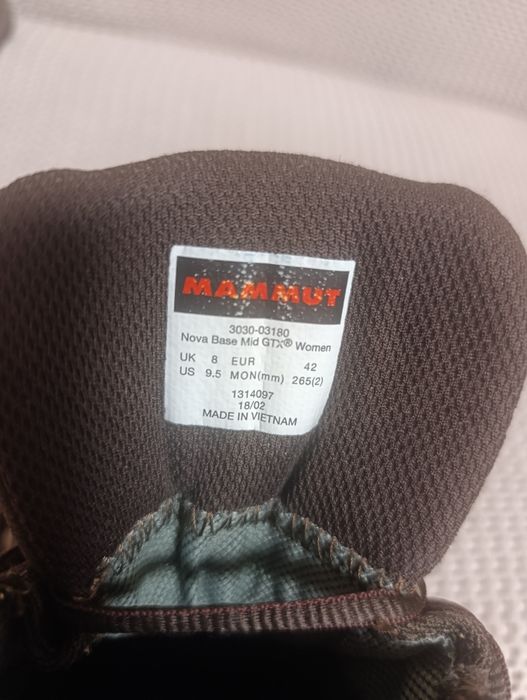 MAMMUT
3030-03180
Nova Base Mid GTX® Women
UK 8 EUR 42
US 9.5 MON(mm) 265(2)
1314097
18/02
MADE IN VIETNAM